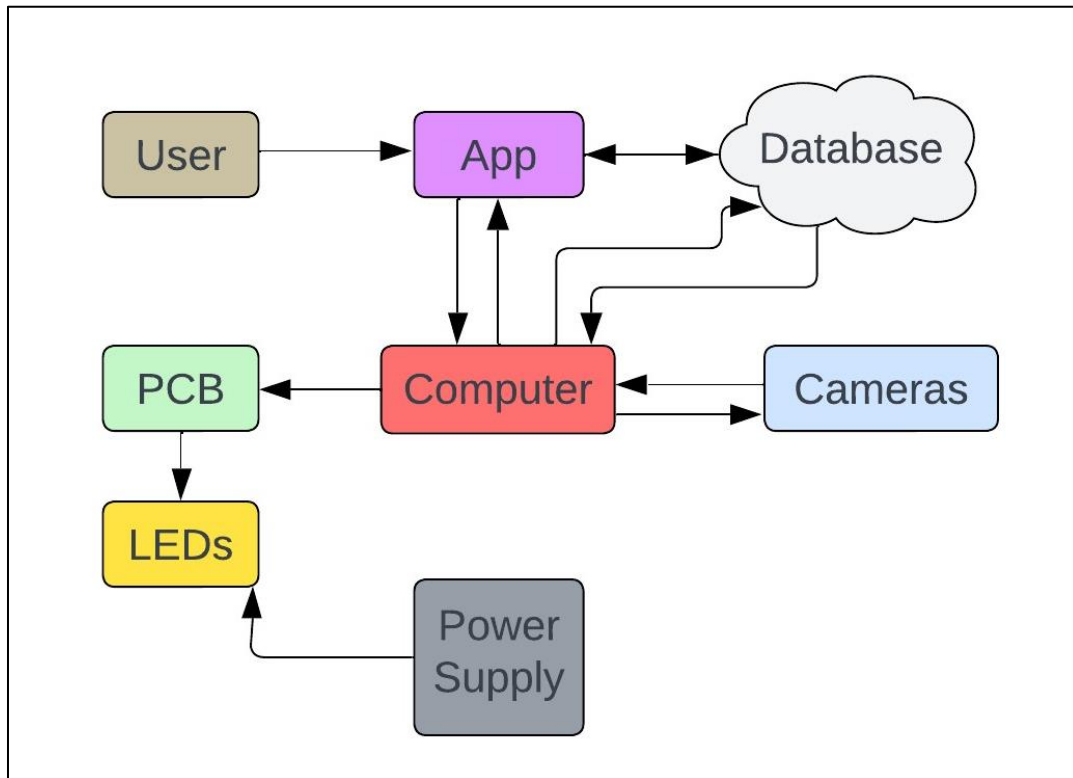 User
App
Database
PCB
Computer
Cameras
LEDs
Power
Supply